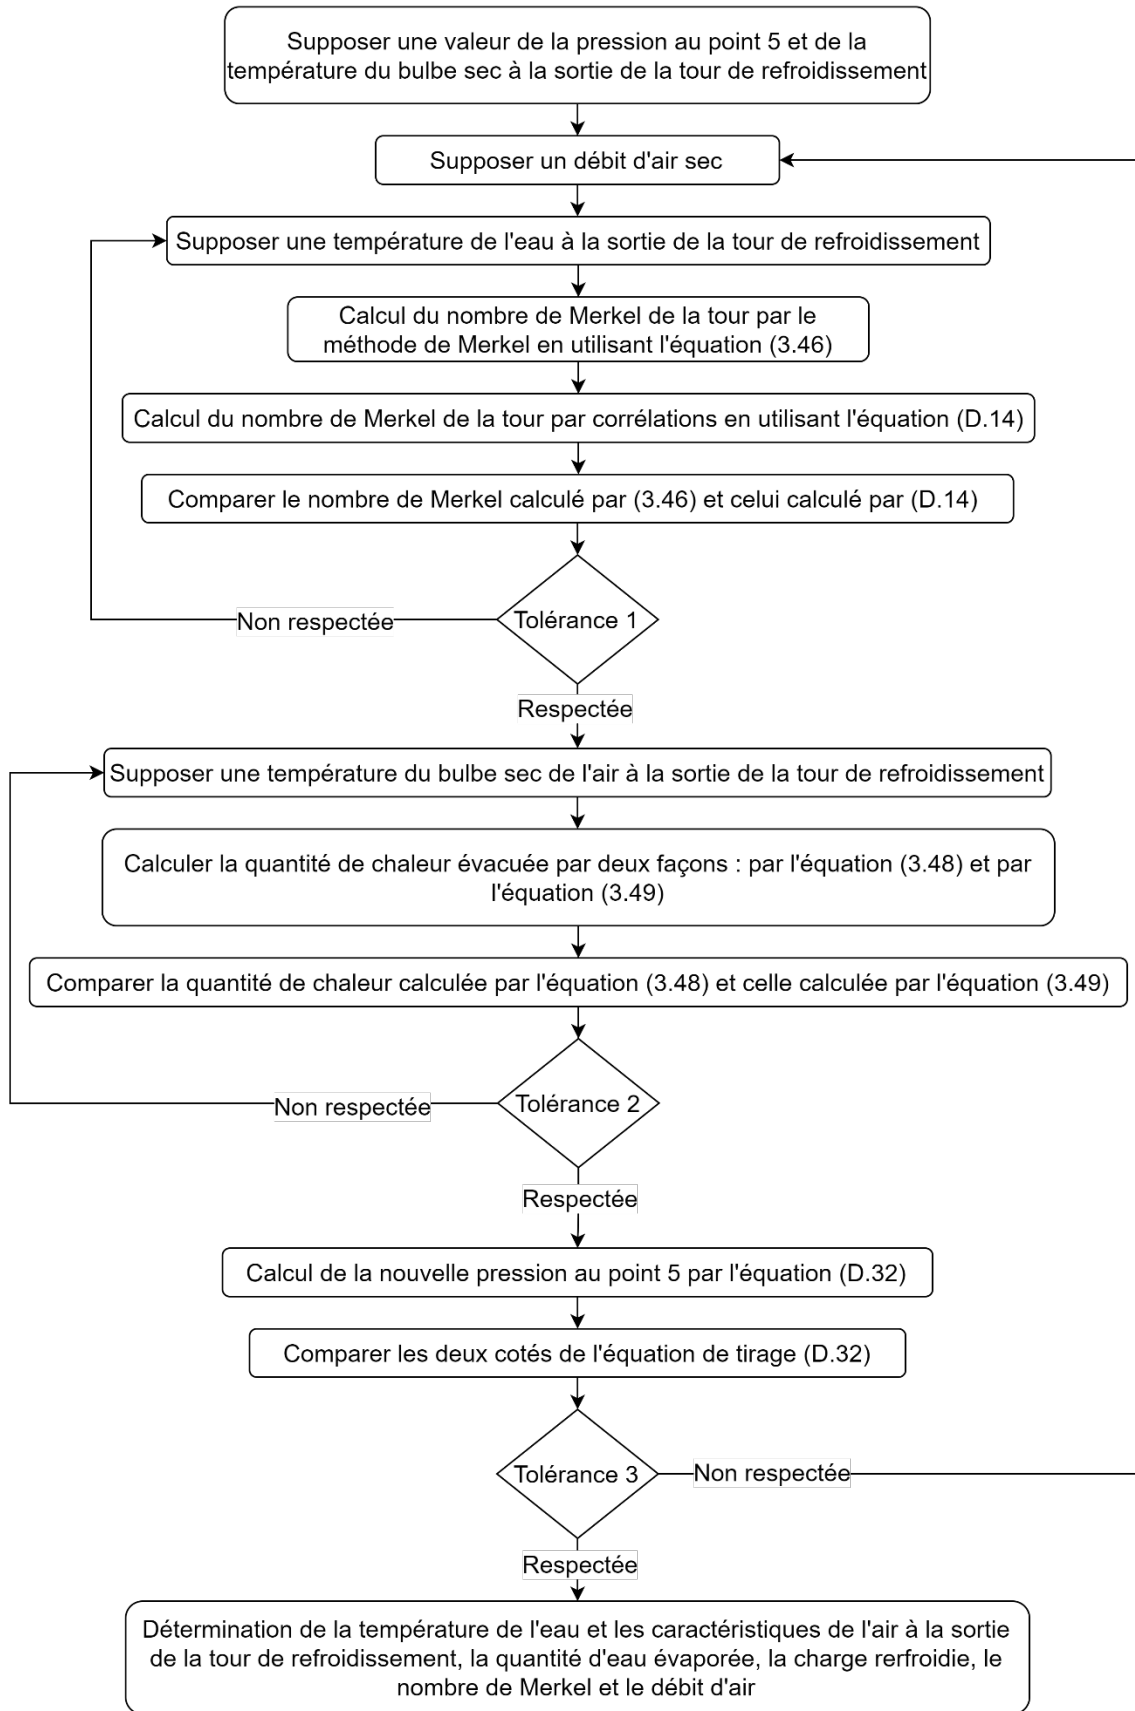 Supposer une valeur de la pression au point 5 et de la
température du bulbe sec à la sortie de la tour de refroidissement
Supposer un débit d'air sec
Supposer une température de l'eau à la sortie de la tour de refroidissement
Calcul du nombre de Merkel de la tour par le
méthode de Merkel en utilisant l'équation (3.46)
Calcul du nombre de Merkel de la tour par corrélations en utilisant l'équation (D.14)
Comparer le nombre de Merkel calculé par (3.46) et celui calculé par (D.14)
Tolérance 1
Non respectée
Respectée
Supposer une température du bulbe sec de l'air à la sortie de la tour de refroidissement
Calculer la quantité de chaleur évacuée par deux façons : par l'équation (3.48) et par
l'équation (3.49)
Comparer la quantité de chaleur calculée par l'équation (3.48) et celle calculée par l'équation (3.49)
Tolérance 2
Non respectée
Respectée
Calcul de la nouvelle pression au point 5 par l'équation (D.32)
Comparer les deux cotés de l'équation de tirage (D.32)
Tolérance 3
Non respectée
Respectée
Détermination de la température de l'eau et les caractéristiques de l'air à la sortie
de la tour de refroidissement, la quantité d'eau évaporée, la charge rerfroidie, le
nombre de Merkel et le débit d'air